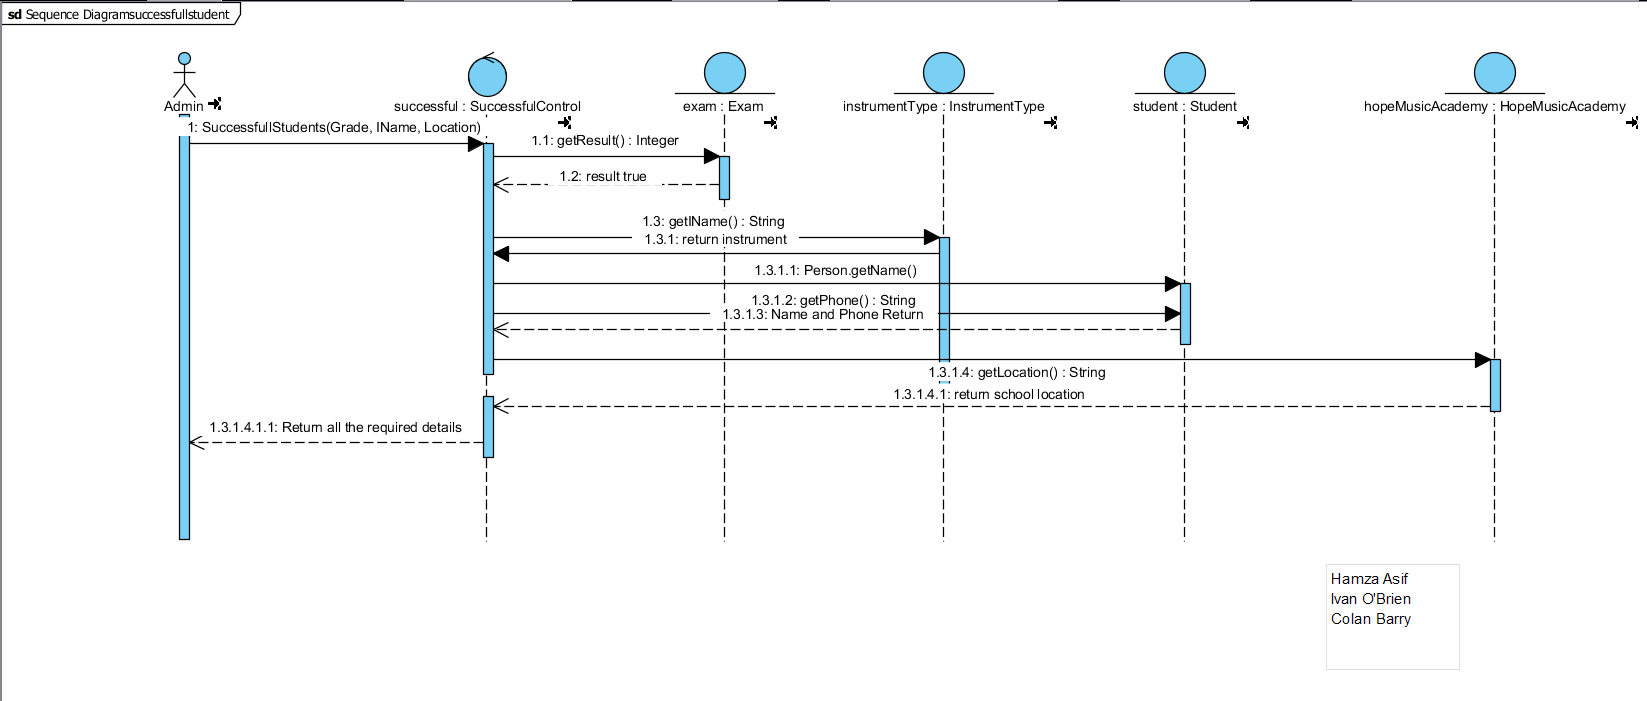 sd Sequence Diagramsuccessfullstudent
Admin
successful : SuccessfulControl
exam : Exam
instrumentType : InstrumentType
student : Student
hopeMusicAcademy : HopeMusicAcademy
1: SuccessfullStudents(Grade, IName, Location)
1.1: getResult() : Integer
1.2: result true
1.3: getIName() : String
1.3.1: return instrument
1.3.1.1: Person.getName()
1.3.1.2: getPhone() : String
1.3.1.3: Name and Phone Return
1.3.1.4: getLocation() : String
1.3.1.4.1: return school location
1.3.1.4.1.1: Return all the required details
Hamza Asif
Ivan O'Brien
Colan Barry